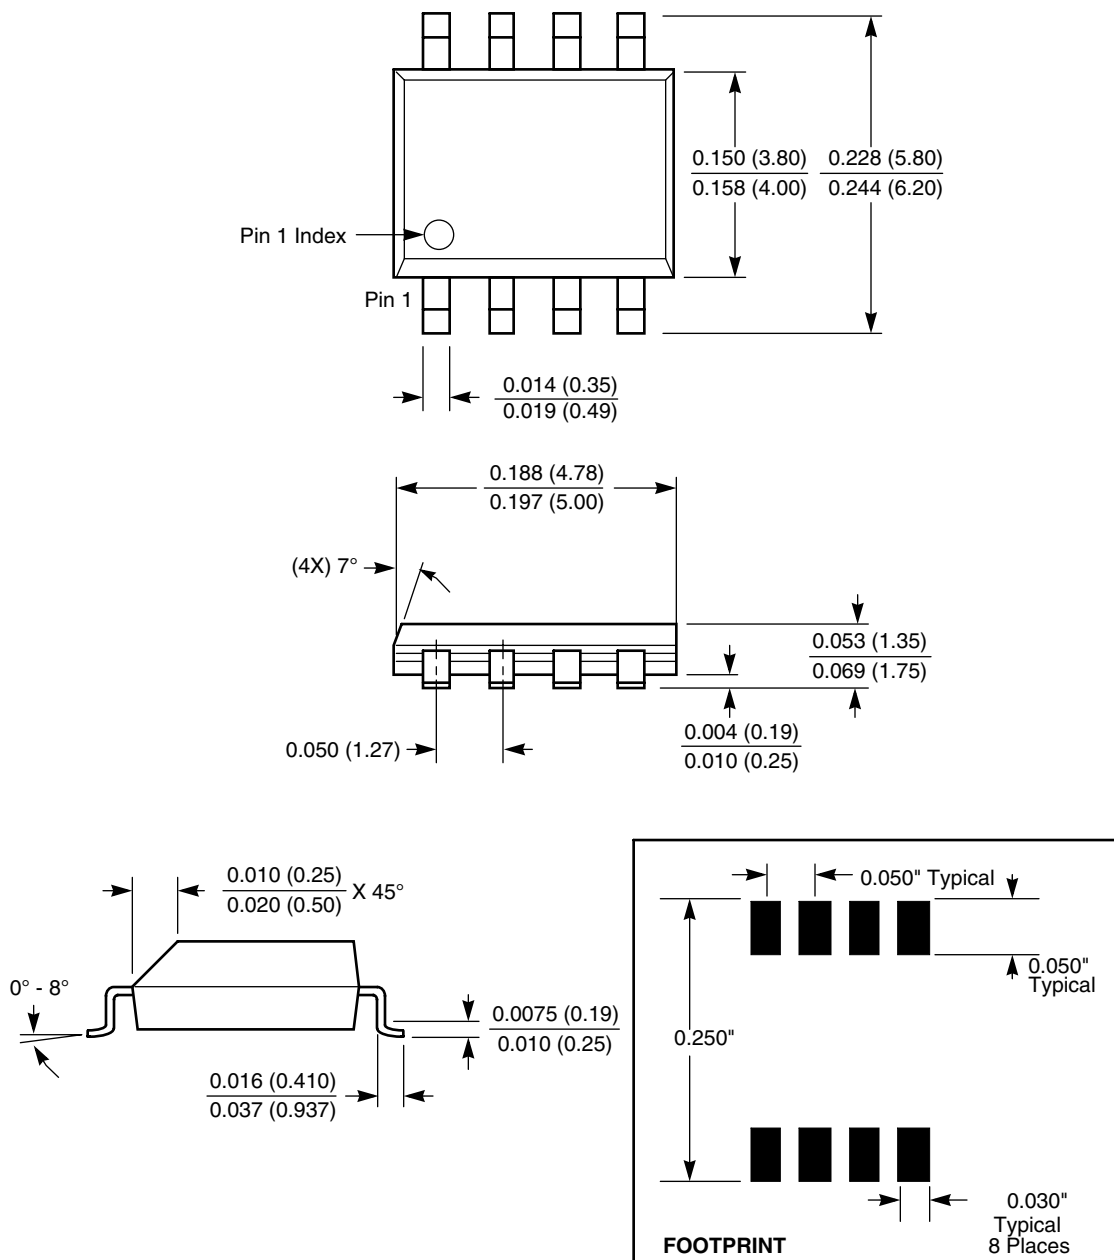 0.150 (3.80)
0.158 (4.00)
0.228 (5.80)
0.244 (6.20)
Pin 1 Index
Pin 1
0.014 (0.35)
0.019 (0.49)
0.188 (4.78)
0.197 (5.00)
(4X) 7°
0.053 (1.35)
0.069 (1.75)
0.004 (0.19)
0.010 (0.25)
0.050 (1.27)
0.010 (0.25)
0.020 (0.50)
X 45°
0° - 8°
0.0075 (0.19)
0.010 (0.25)
0.016 (0.410)
0.037 (0.937)
0.050" Typical
0.050"
Typical
0.250"
0.030"
Typical
8 Places
FOOTPRINT